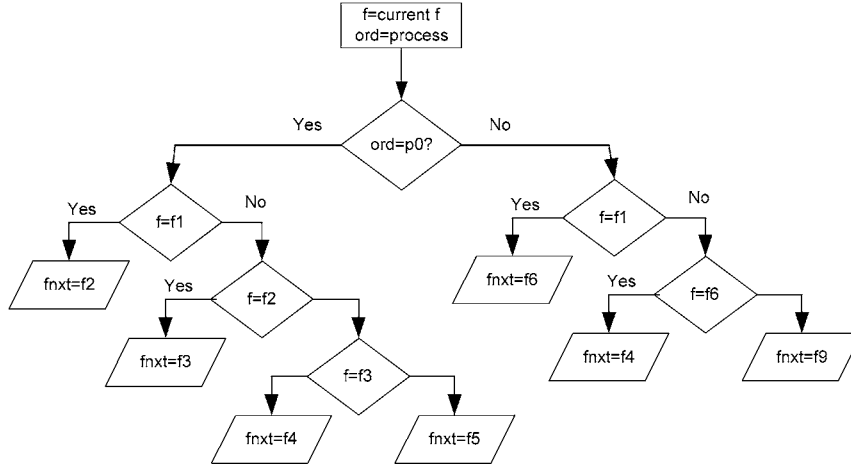 f=current f
ord=process
Yes
ord=p0?
No
Yes
f=f1
No
Yes
f=f1
No
fnxt=f2
Yes
f=f2
fnxt=f6
Yes
f=f6
fnxt=f3
f=f3
fnxt=f4
fnxt=f9
fnxt=f4
fnxt=f5